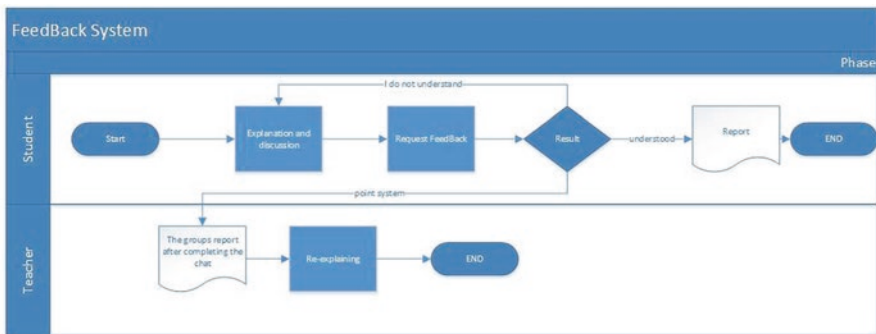 FeedBack System
Phase
Student
I do not understand
Start
Explanation and
discussion
Request FeedBack
Result
understood
Report
END
point system
Teacher
The groups report
after completing the
chat
Re-explaining
END